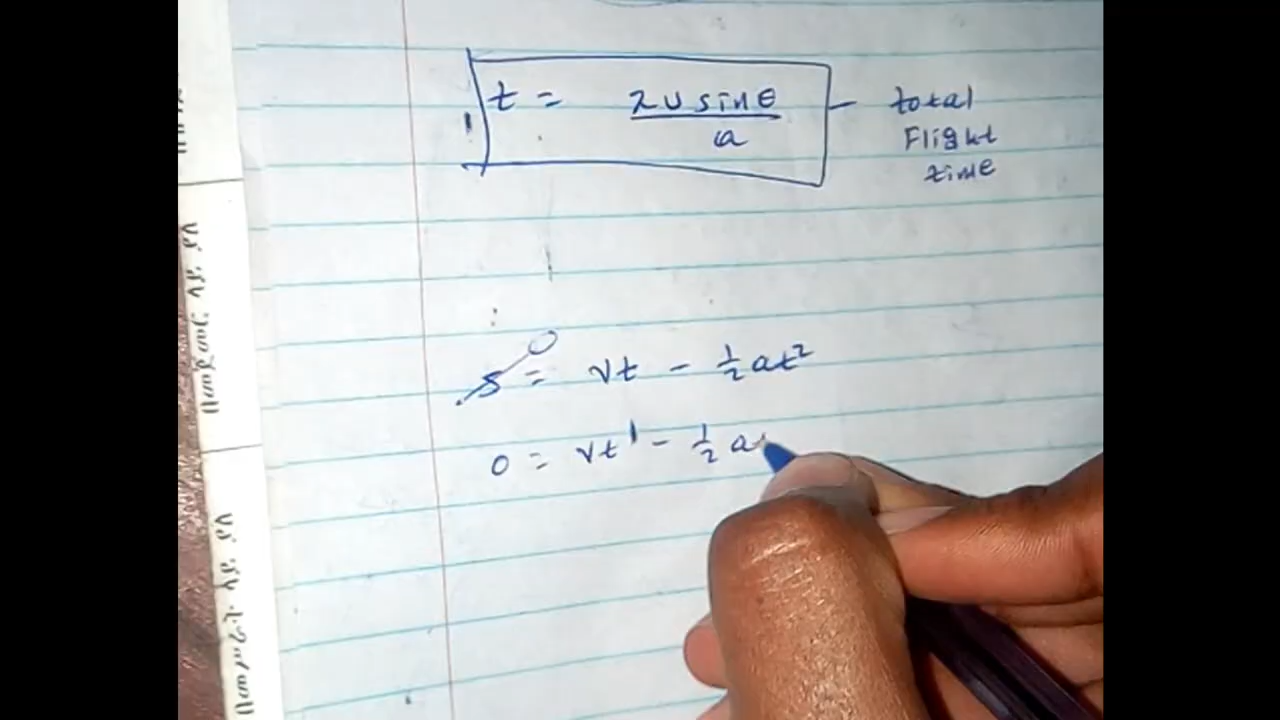 t = 2u sinθ / a - total
Flight
time
s = vt - ½at²
0
0 = vt' - ½a